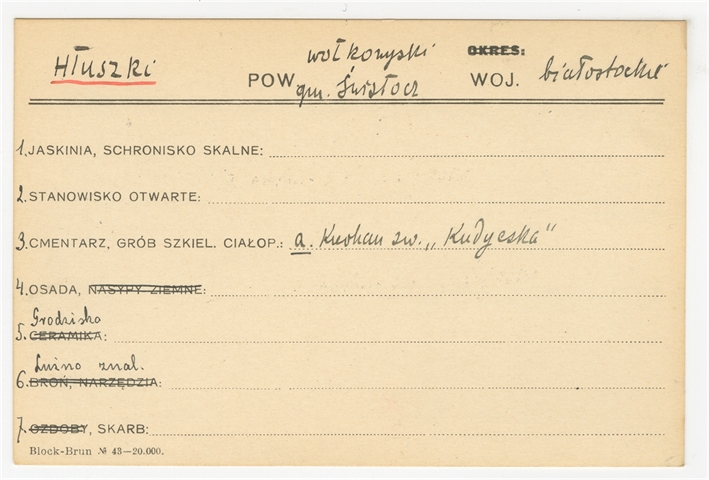 Hłuszki
POW. wołkowyski
gm. Świsłocz
OKRES:
WOJ. białostockie
1. JASKINIA, SCHRONISKO SKALNE:
2. STANOWISKO OTWARTE:
3. CMENTARZ, GRÓB SZKIEL. CIAŁOP.: a. Kurhan zw. „Kudyeska"
4. OSADA, NASYPY ZIEMNE:
Grodziska
5. CERAMIKA:
Luźno znal.
6. BROŃ, NARZĘDZIA:
7. OZDOBY, SKARB:
Block-Brun № 43—20.000.